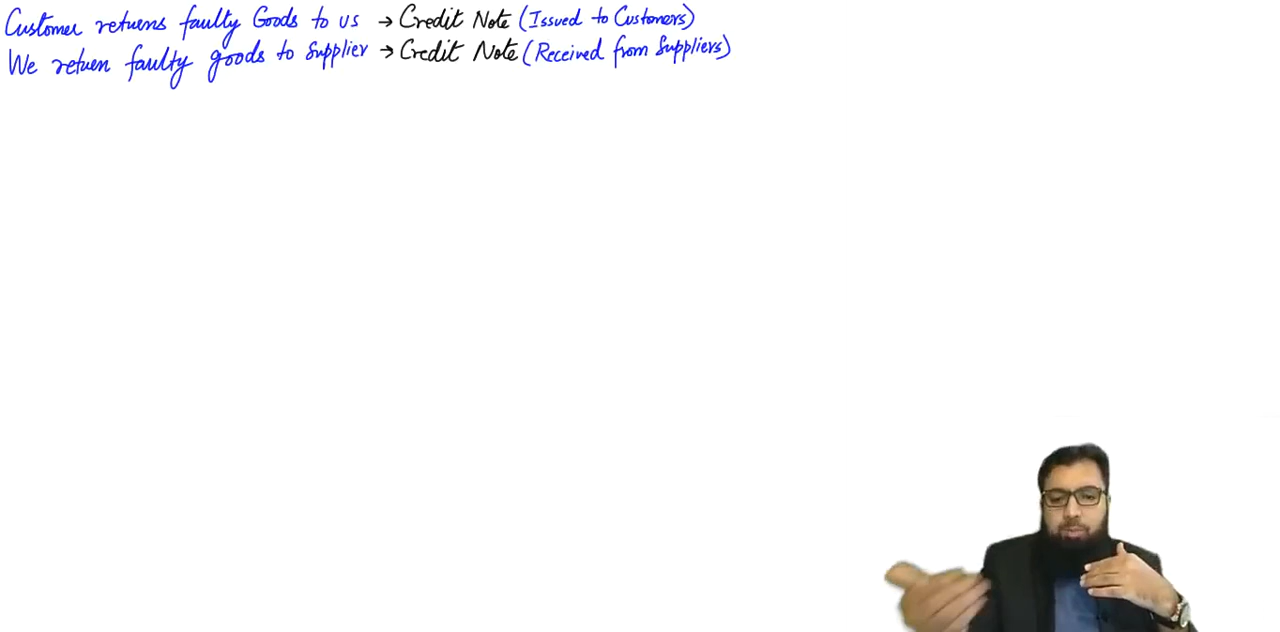 Customer returns faulty Goods to us → Credit Note (Issued to Customers)
We return faulty goods to Supplier → Credit Note (Received from Suppliers)